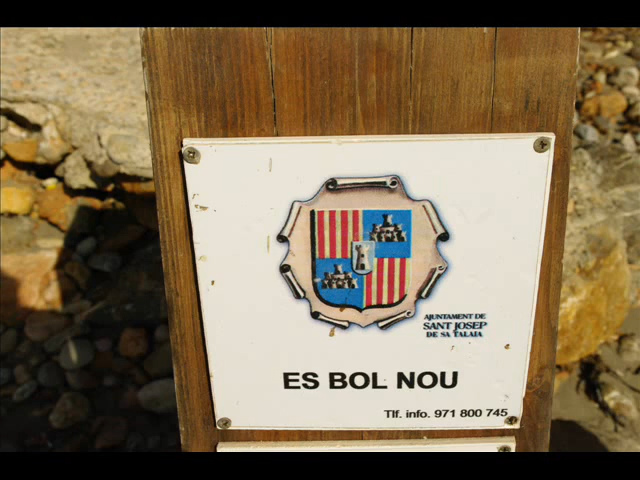 AJUNTAMENT DE
SANT JOSEP
DE SA TALAIA
ES BOL NOU
Tlf. info. 971 800 745